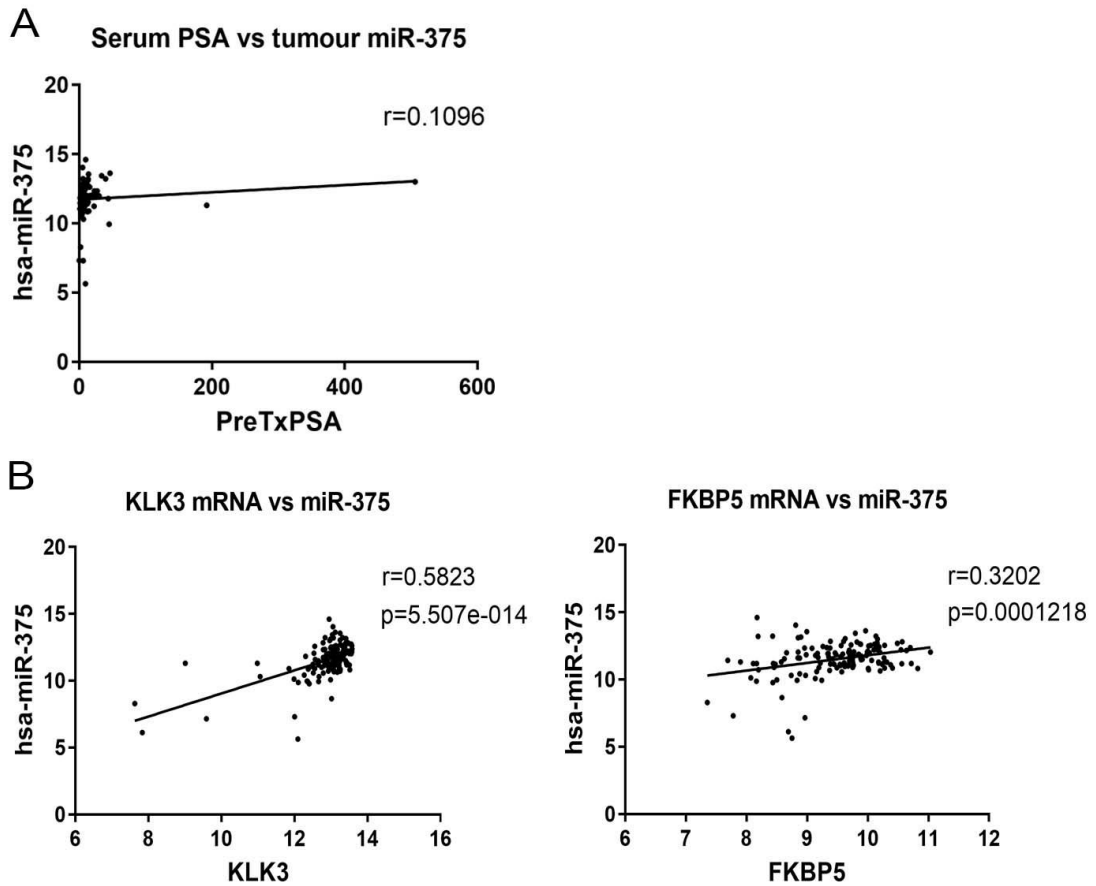 A
Serum PSA vs tumour miR-375
r=0.1096
hsa-miR-375
20
15
10
5
0
0 200 400 600
PreTxPSA
B
KLK3 mRNA vs miR-375
r=0.5823
p=5.507e-014
hsa-miR-375
20
15
10
5
0
6 8 10 12 14 16
KLK3
FKBP5 mRNA vs miR-375
r=0.3202
p=0.0001218
hsa-miR-375
20
15
10
5
0
6 7 8 9 10 11 12
FKBP5